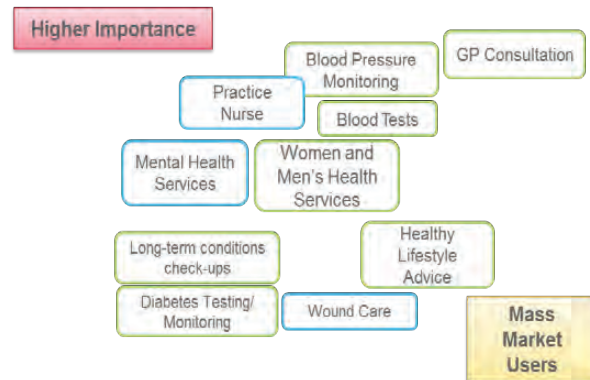 Higher Importance
GP Consultation
Blood Pressure
Monitoring
Practice
Nurse
Blood Tests
Mental Health
Services
Women and
Men's Health
Services
Healthy
Lifestyle
Advice
Long-term conditions
check-ups
Diabetes Testing/
Monitoring
Wound Care
Mass
Market
Users